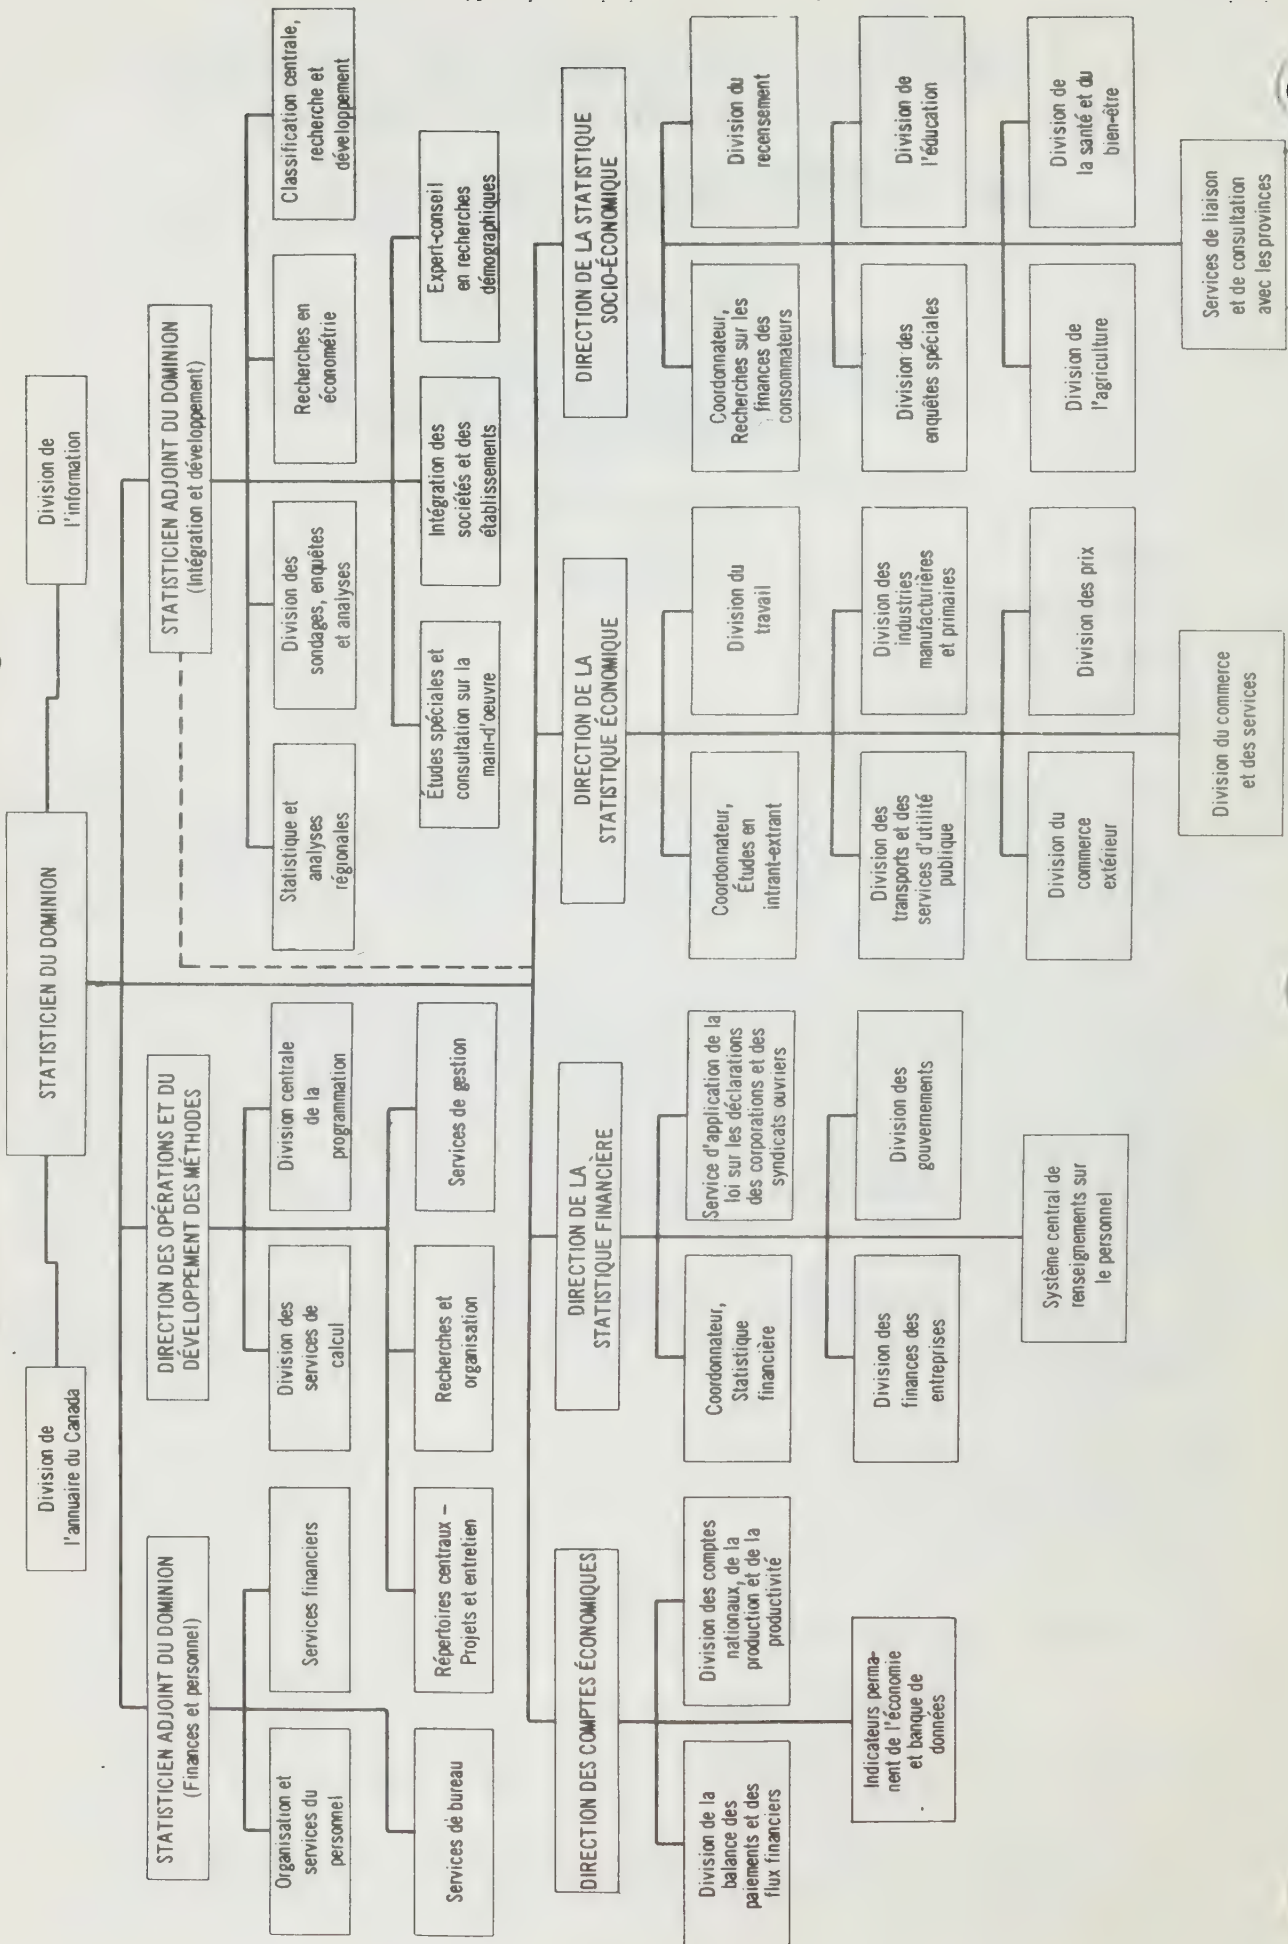 STATISTICIEN DU DOMINION
Division de
l'annuaire du Canada
Division de
l'information
STATISTICIEN ADJOINT DU DOMINION
(Finances et personnel)
Organisation et
services du
personnel
Services financiers
Services de bureau
DIRECTION DES OPÉRATIONS ET DU
DÉVELOPPEMENT DES MÉTHODES
Division des
services de
calcul
Division centrale
de la
programmation
Répertoires centraux –
Projets et entretien
Recherches et
organisation
Services de gestion
STATISTICIEN ADJOINT DU DOMINION
(Intégration et développement)
Statistique et
analyses
régionales
Division des
sondages, enquêtes
et analyses
Recherches en
économétrie
Classification centrale,
recherche et
développement
Études spéciales et
consultation sur la
main-d'oeuvre
Intégration des
sociétés et des
établissements
Expert-conseil
en recherches
démographiques
DIRECTION DES COMPTES ÉCONOMIQUES
Division de la
balance des
paiements et des
flux financiers
Division des comptes
nationaux, de la
production et de la
productivité
Indicateurs perma-
nent de l'économie
et banque de
données
DIRECTION DE LA
STATISTIQUE FINANCIÈRE
Coordonnateur,
Statistique
financière
Service d'application de la
loi sur les déclarations
des corporations et des
syndicats ouvriers
Division des
finances des
entreprises
Division des
gouvernements
Système central de
renseignements sur
le personnel
DIRECTION DE LA
STATISTIQUE ÉCONOMIQUE
Coordonnateur,
Études en
intrant-extrant
Division du
travail
Division des
transports et des
services d'utilité
publique
Division des
industries
manufacturières
et primaires
Division du
commerce
extérieur
Division des prix
Division du commerce
et des services
DIRECTION DE LA STATISTIQUE
SOCIO-ÉCONOMIQUE
Coordonnateur,
Recherches sur les
finances des
consommateurs
Division du
recensement
Division des
enquêtes spéciales
Division de
l'éducation
Division de
l'agriculture
Division de
la santé et du
bien-être
Services de liaison
et de consultation
avec les provinces